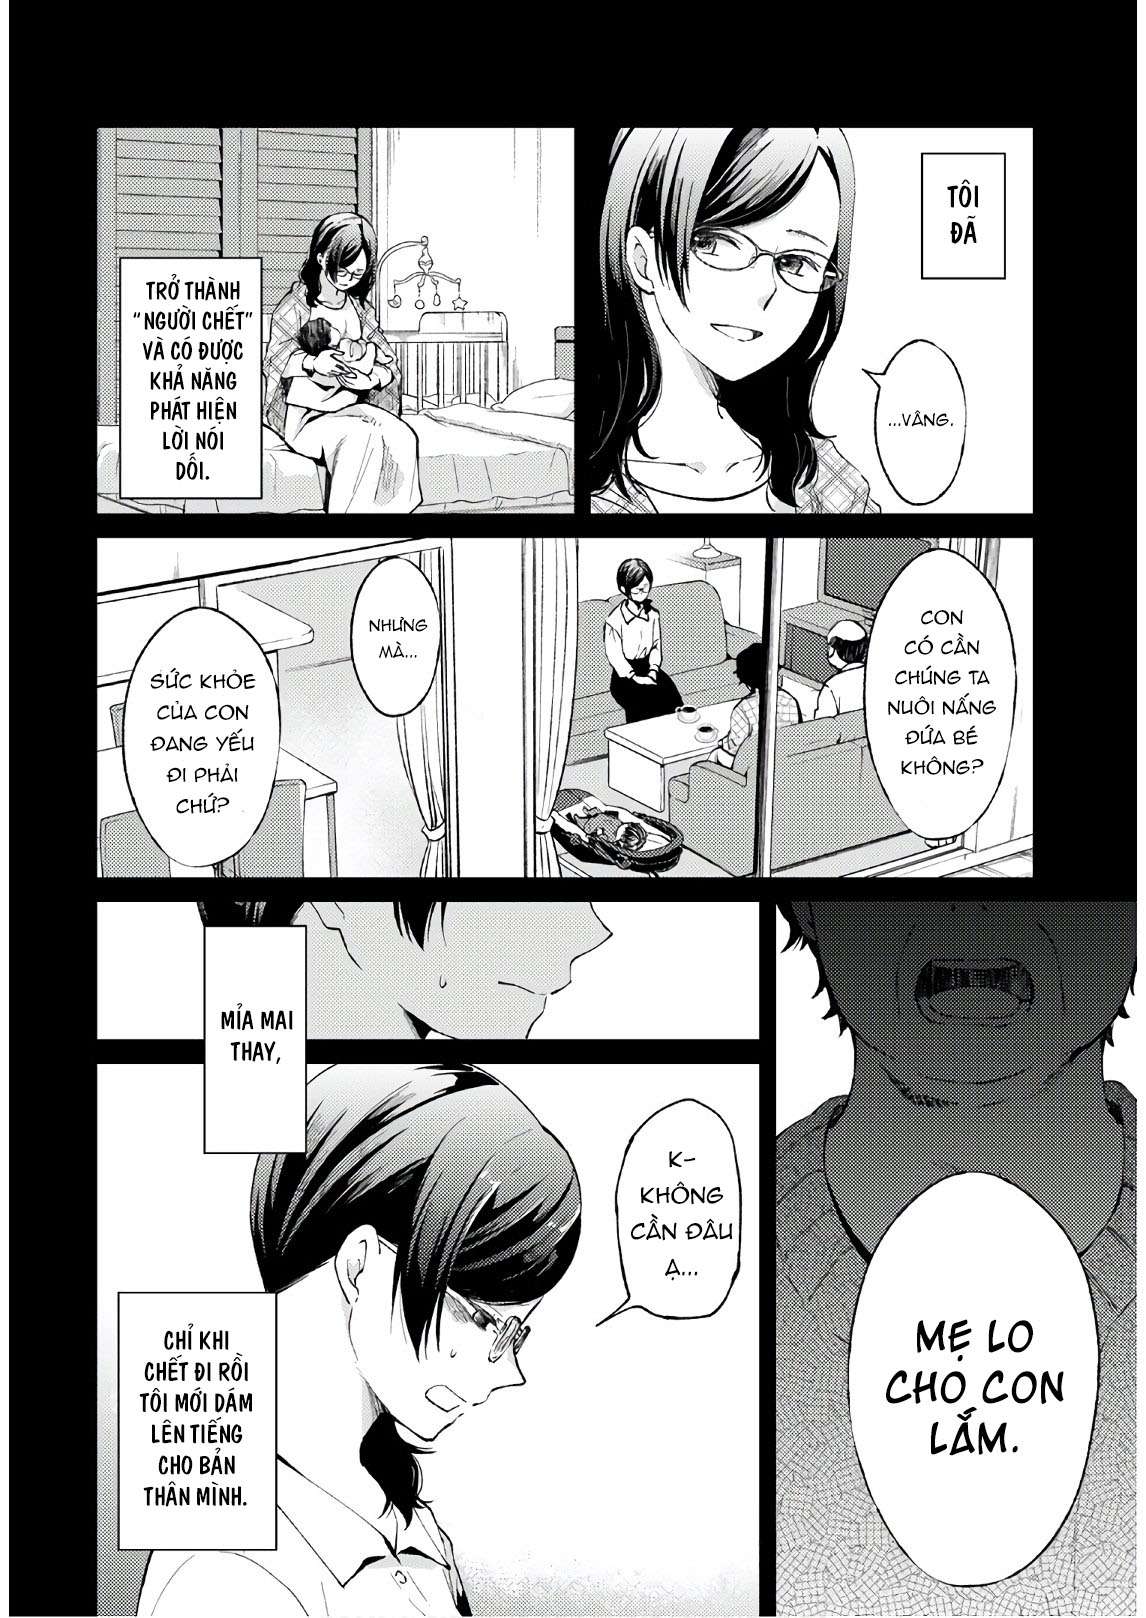 TÔI
ĐÃ
...VÂNG.
TRỞ THÀNH
“NGƯỜI CHẾT”
VÀ CÓ ĐƯỢC
KHẢ NĂNG
PHÁT HIỆN
LỜI NÓI
DỐI.
CON
CÓ CẦN
CHÚNG TA
NUÔI NẤNG
ĐỨA BÉ
KHÔNG?
NHƯNG
MÀ...
SỨC KHỎE
CỦA CON
ĐANG YẾU
ĐI PHẢI
CHỨ?
MẸ LO
CHO CON
LẮM.
MỈA MAI
THAY,
K-
KHÔNG
CẦN ĐÂU
Ạ...
CHỈ KHI
CHẾT ĐI RỒI
TÔI MỚI DÁM
LÊN TIẾNG
CHO BẢN
THÂN MÌNH.